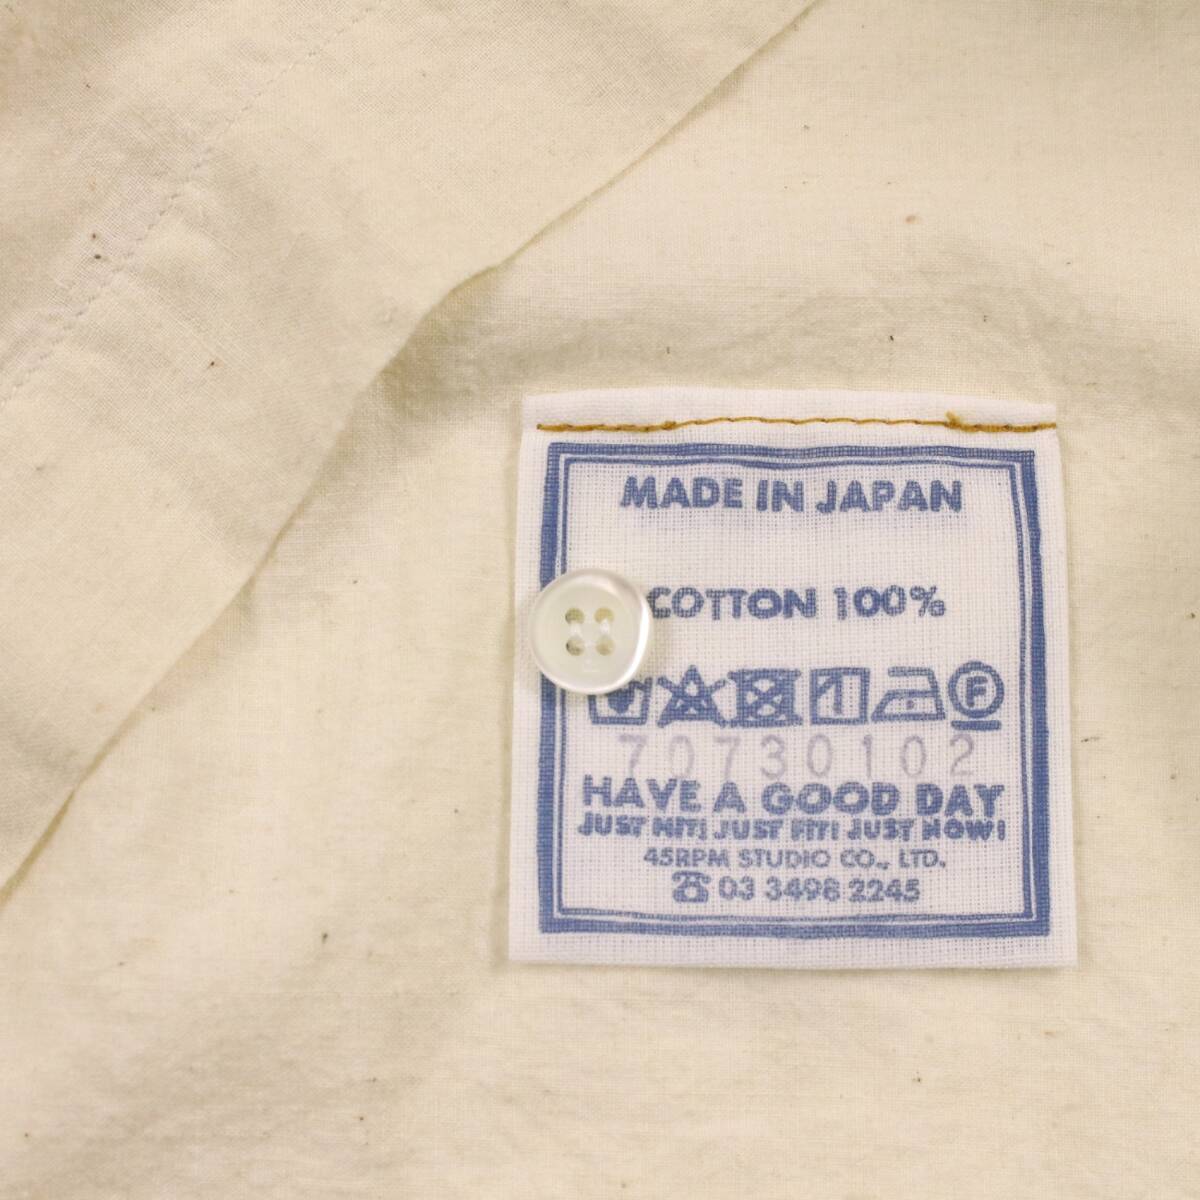 MADE IN JAPAN
COTTON 100%
F
70730102
HAVE A GOOD DAY
JUST HIT! JUST FIT! JUST NOW!
45RPM STUDIO CO., LTD.
☎ 03 3498 2245